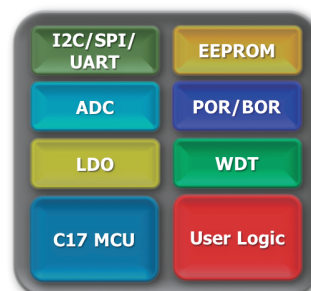 I2C/SPI/
UART
EEPROM
ADC
POR/BOR
LDO
WDT
C17 MCU
User Logic